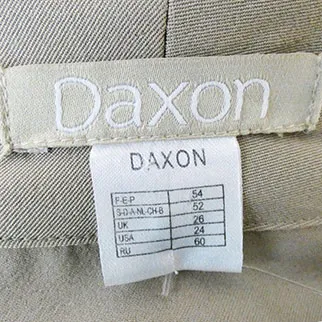 Daxon
DAXON
F-E-P 54
S-D-A-NL-CH-B 52
UK 26
USA 24
RU 60